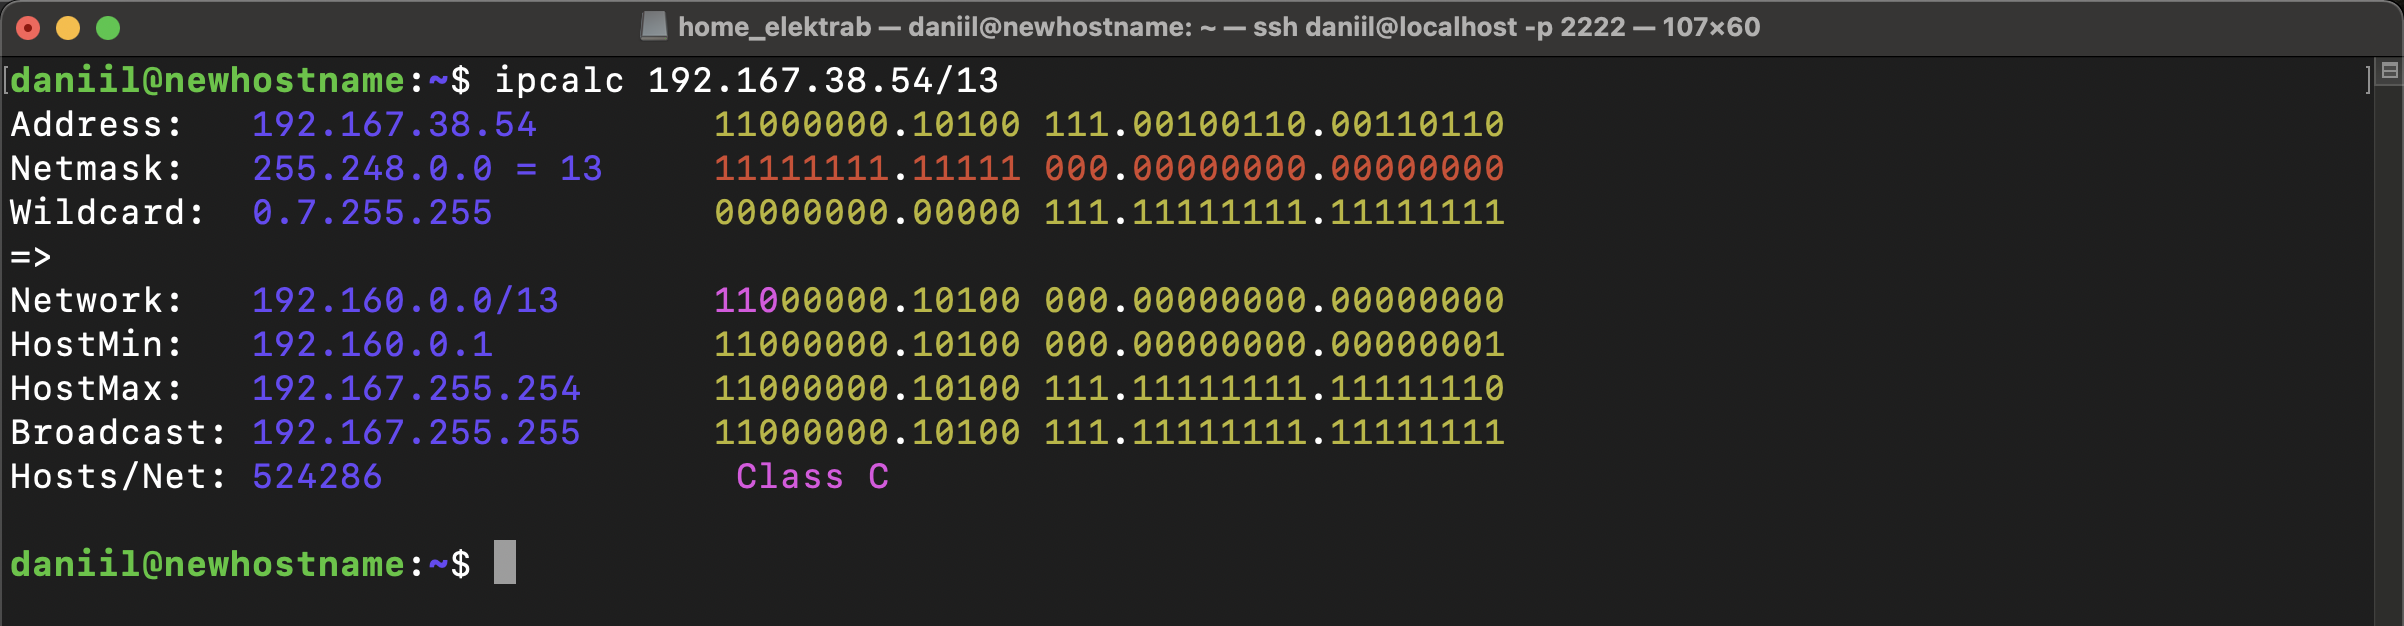 home_elektrab — daniil@newhostname: ~ — ssh daniil@localhost -p 2222 — 107×60
[daniil@newhostname:~$ ipcalc 192.167.38.54/13 ]
Address:   192.167.38.54        11000000.10100 111.00100110.00110110
Netmask:   255.248.0.0 = 13     11111111.11111 000.00000000.00000000
Wildcard:  0.7.255.255          00000000.00000 111.11111111.11111111
=>
Network:   192.160.0.0/13       11000000.10100 000.00000000.00000000
HostMin:   192.160.0.1          11000000.10100 000.00000000.00000001
HostMax:   192.167.255.254      11000000.10100 111.11111111.11111110
Broadcast: 192.167.255.255      11000000.10100 111.11111111.11111111
Hosts/Net: 524286                Class C
daniil@newhostname:~$